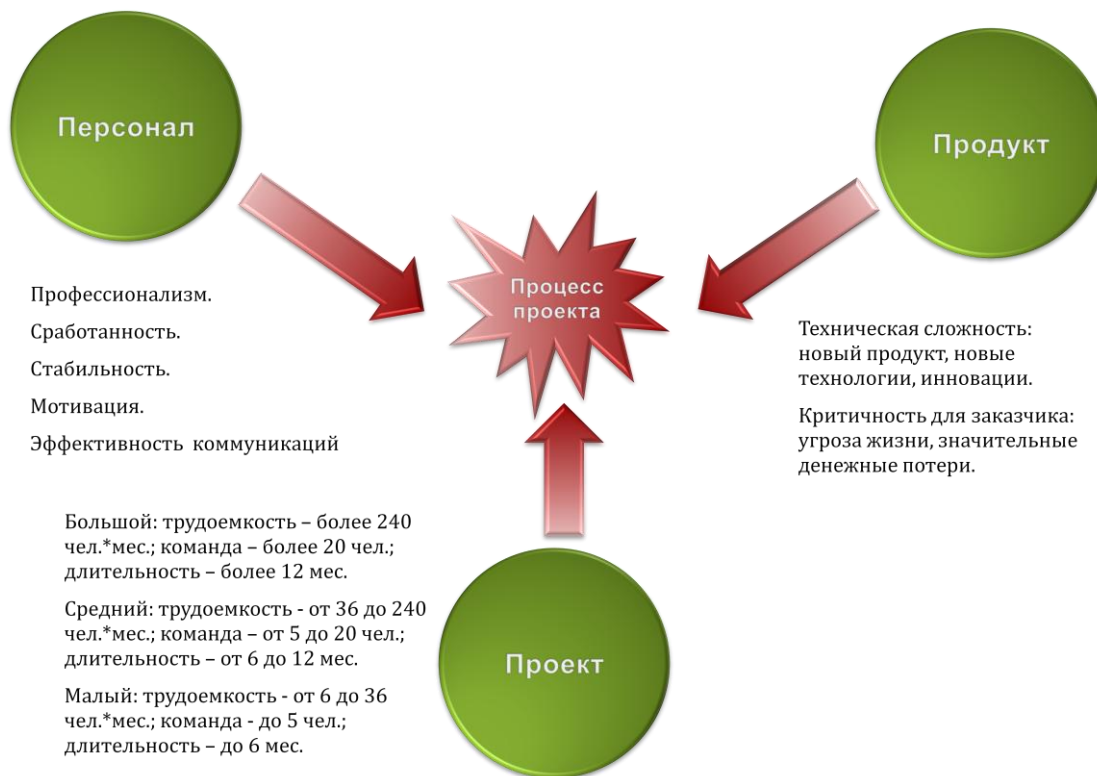 Персонал
Продукт
Процесс
проекта
Профессионализм.
Сработанность.
Стабильность.
Мотивация.
Эффективность коммуникаций
Техническая сложность:
новый продукт, новые
технологии, инновации.
Критичность для заказчика:
угроза жизни, значительные
денежные потери.
Большой: трудоемкость – более 240
чел.*мес.; команда – более 20 чел.;
длительность – более 12 мес.
Средний: трудоемкость - от 36 до 240
чел.*мес.; команда – от 5 до 20 чел.;
длительность – от 6 до 12 мес.
Малый: трудоемкость - от 6 до 36
чел.*мес.; команда - до 5 чел.;
длительность – до 6 мес.
Проект